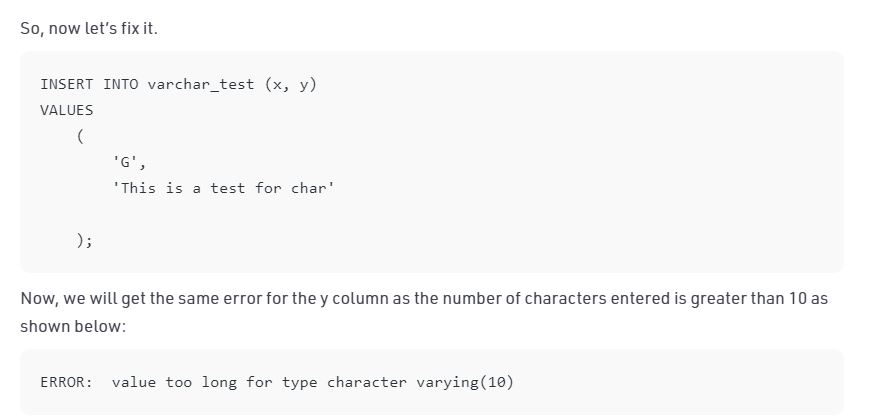 So, now let's fix it.
INSERT INTO varchar_test (x, y)
VALUES
(
'G',
'This is a test for char'
);
Now, we will get the same error for the y column as the number of characters entered is greater than 10 as
shown below:
ERROR:  value too long for type character varying(10)